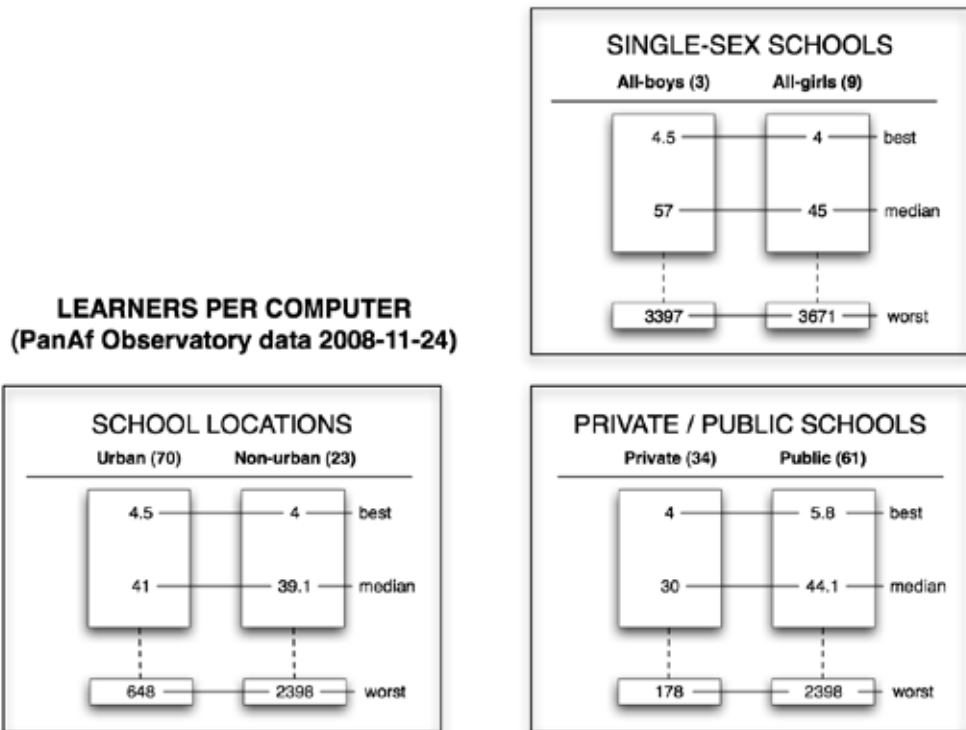 SINGLE-SEX SCHOOLS
All-boys (3) All-girls (9)
4.5 4 best
57 45 median
3397 3671 worst
LEARNERS PER COMPUTER
(PanAf Observatory data 2008-11-24)
SCHOOL LOCATIONS
Urban (70) Non-urban (23)
4.5 4 best
41 39.1 median
648 2398 worst
PRIVATE / PUBLIC SCHOOLS
Private (34) Public (61)
4 5.8 best
30 44.1 median
178 2398 worst